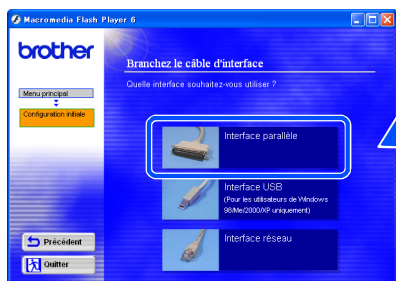 Macromedia Flash Player 6
brother
Branchez le câble d'interface
Quelle interface souhaitez-vous utiliser ?
Menu principal
Configuration initiale
Interface parallèle
Interface USB
(Pour les utilisateurs de Windows
98/Me/2000/XP uniquement)
Interface réseau
Précédent
Quitter